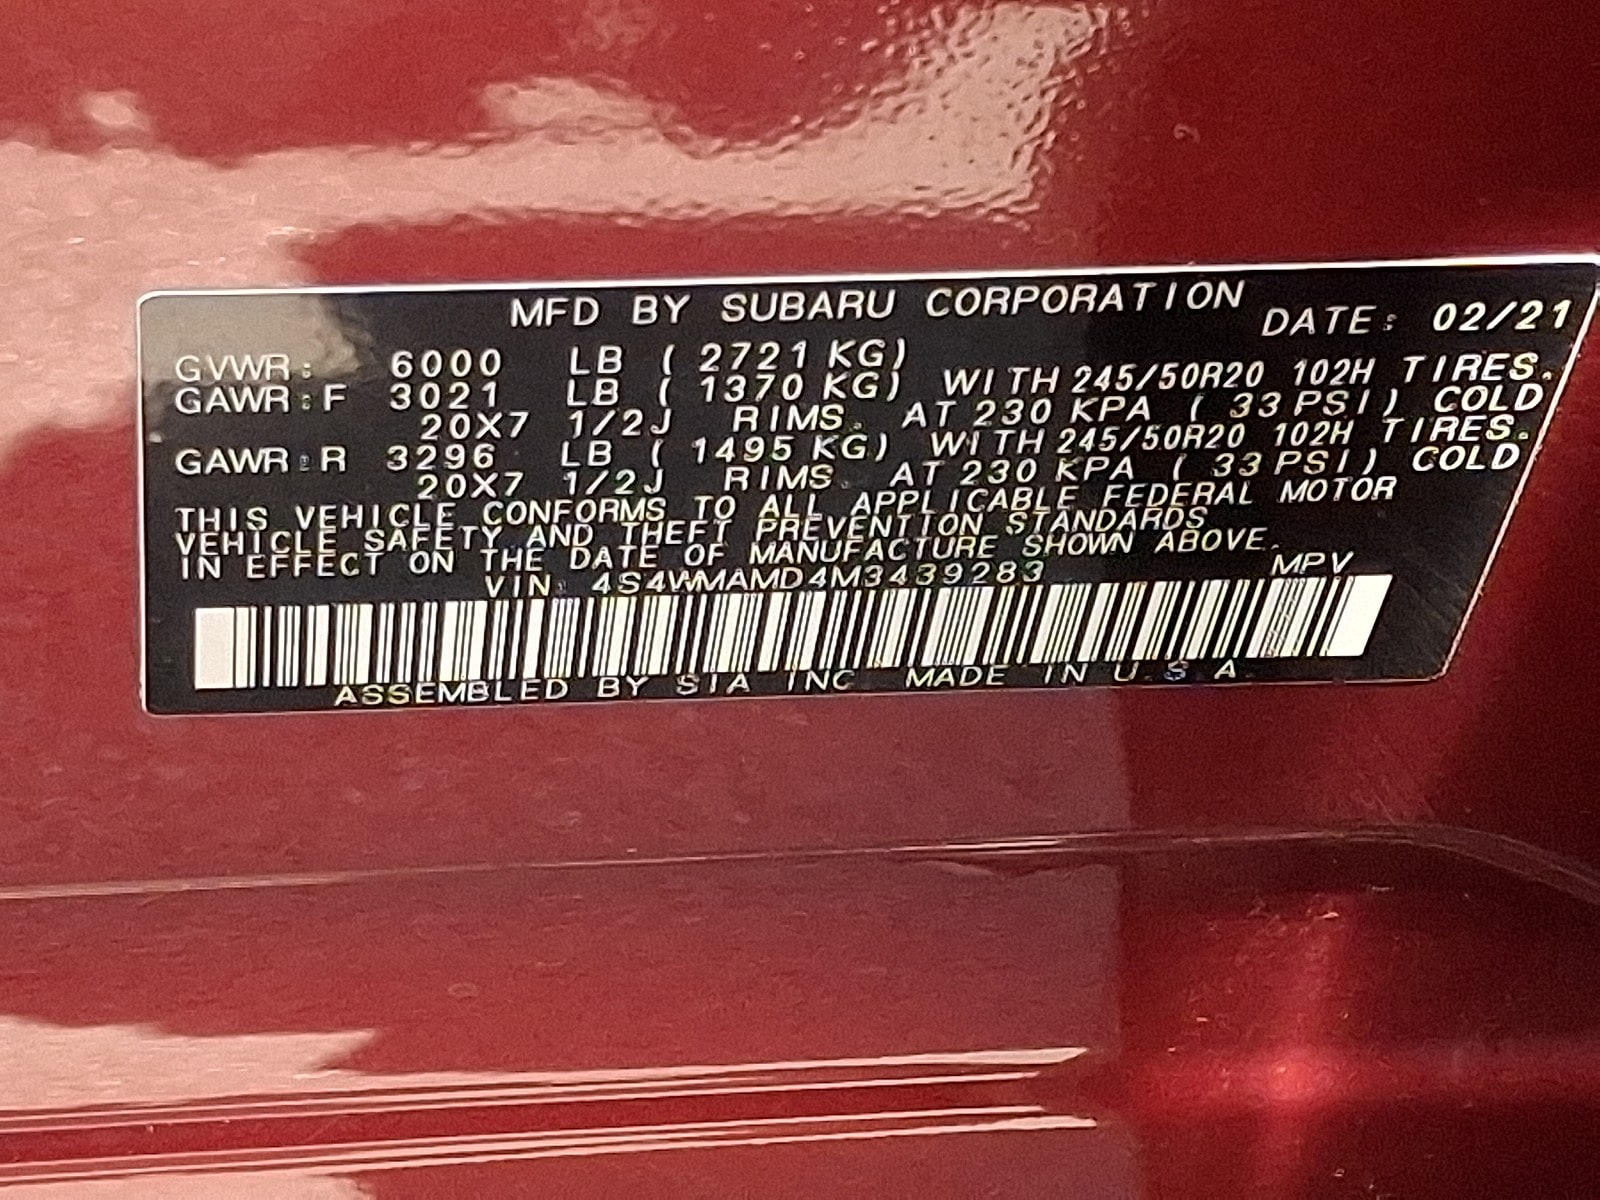 MFD BY SUBARU CORPORATION DATE: 02/21
GVWR: 6000 LB ( 2721 KG)
GAWR:F 3021 LB ( 1370 KG) WITH 245/50R20 102H TIRES.
20X7 1/2J RIMS. AT 230 KPA ( 33 PSI) COLD
GAWR:R 3296 LB ( 1495 KG) WITH 245/50R20 102H TIRES.
20X7 1/2J RIMS. AT 230 KPA ( 33 PSI) COLD
THIS VEHICLE CONFORMS TO ALL APPLICABLE FEDERAL MOTOR
VEHICLE SAFETY AND THEFT PREVENTION STANDARDS
IN EFFECT ON THE DATE OF MANUFACTURE SHOWN ABOVE.
VIN: 4S4WMAMD4M3439283 MPV
ASSEMBLED BY SIA INC MADE IN U.S.A.